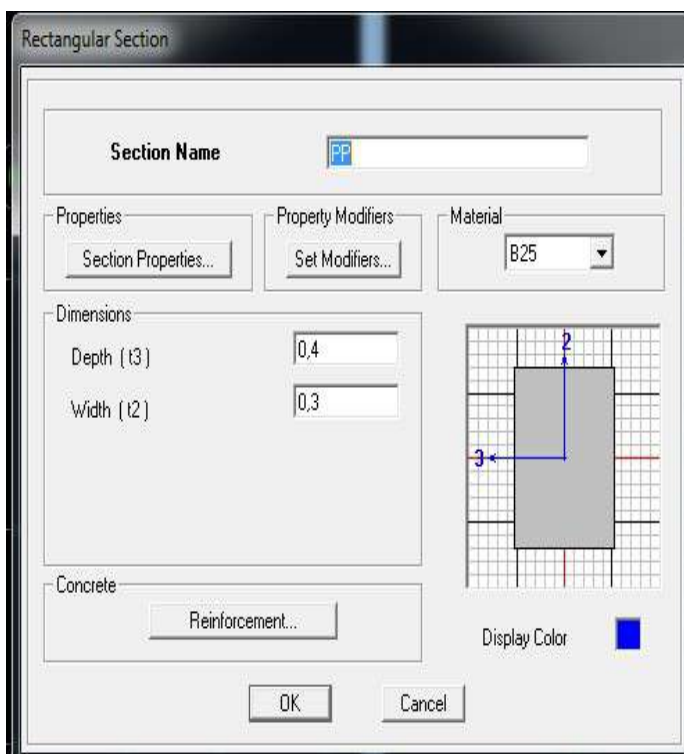 Rectangular Section
Section Name PP
Properties Property Modifiers Material
Section Properties... Set Modifiers... B25
Dimensions
Depth ( t3 ) 0,4
Width ( t2 ) 0,3
2
3
Concrete
Reinforcement...
Display Color
OK Cancel